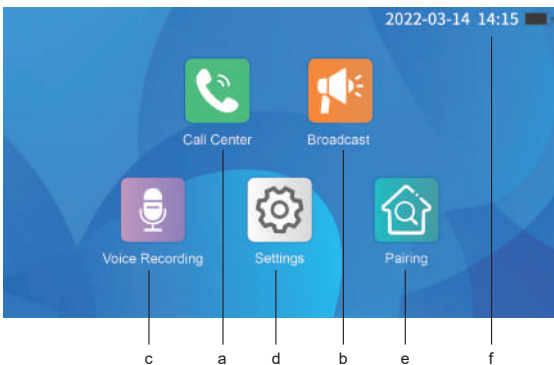 2022-03-14 14:15
Call Center Broadcast
Voice Recording Settings Pairing
c a d b e f